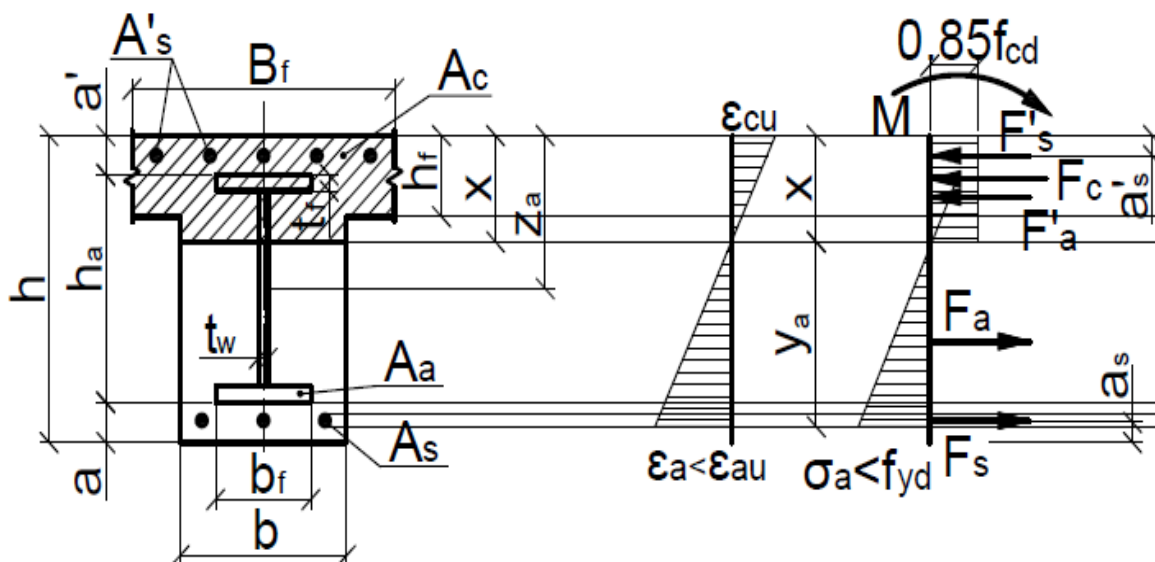 A's
Bf
Ac
a'
h
ha
tf
hf
x
za
tw
Aa
As
a
bf
b
εcu
x
ya
εa<εau
0,85fcd
M
F's
Fc
F'a
a's
Fa
as
Fs
σa<fyd